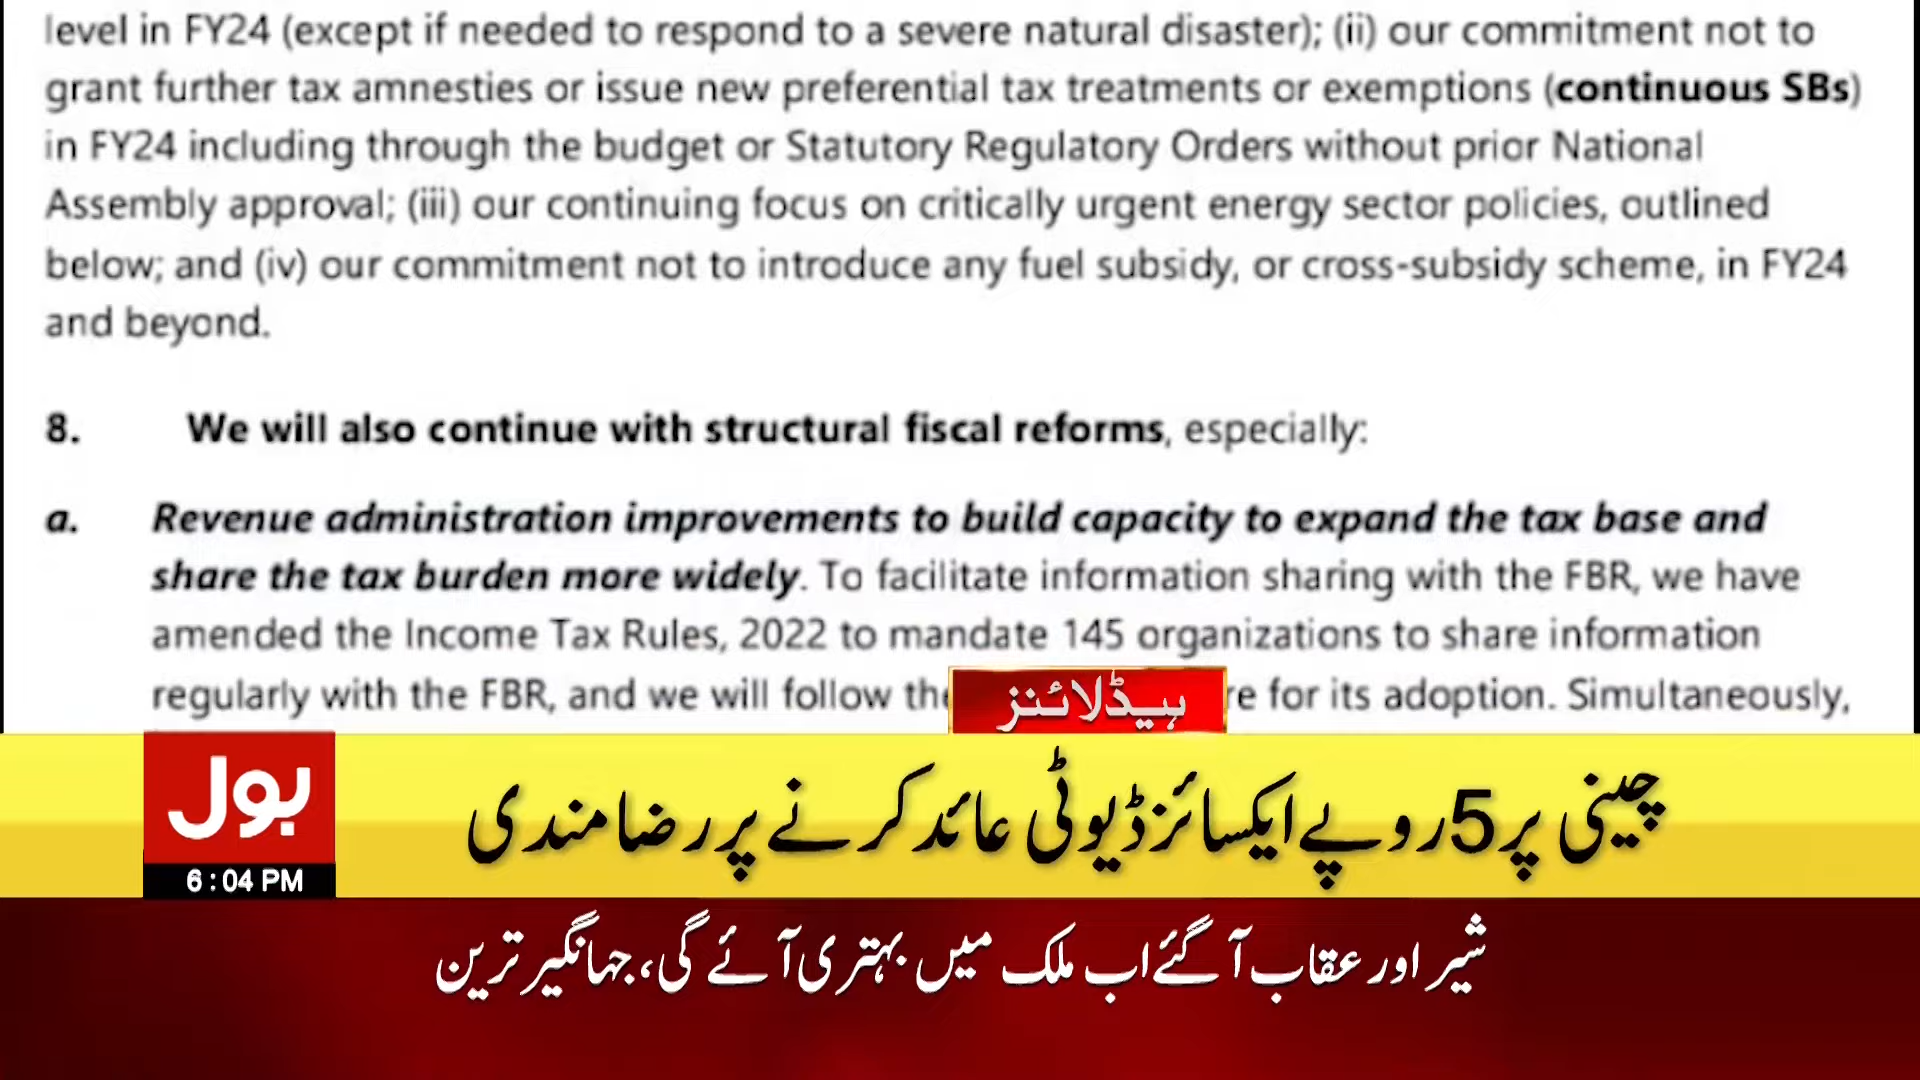 level in FY24 (except if needed to respond to a severe natural disaster); (ii) our commitment not to
grant further tax amnesties or issue new preferential tax treatments or exemptions (continuous SBs)
in FY24 including through the budget or Statutory Regulatory Orders without prior National
Assembly approval; (iii) our continuing focus on critically urgent energy sector policies, outlined
below; and (iv) our commitment not to introduce any fuel subsidy, or cross-subsidy scheme, in FY24
and beyond.
8. We will also continue with structural fiscal reforms, especially:
a. Revenue administration improvements to build capacity to expand the tax base and
share the tax burden more widely. To facilitate information sharing with the FBR, we have
amended the Income Tax Rules, 2022 to mandate 145 organizations to share information
regularly with the FBR, and we will follow the for its adoption. Simultaneously,
ہیڈلائنز
بول
چینی پر 5 روپے ایکسائز ڈیوٹی عائد کرنے پر رضا مندی
6:04 PM
شیر اور عقاب آ گئے اب ملک میں بہتری آئے گی، جہانگیر ترین